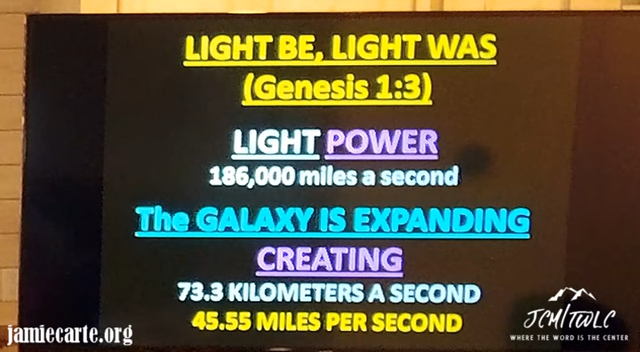 LIGHT BE, LIGHT WAS
(Genesis 1:3)
LIGHT POWER
186,000 miles a second
The GALAXY IS EXPANDING
CREATING
73.3 KILOMETERS A SECOND
45.55 MILES PER SECOND
jamiecarte.org
JCM/TWLC
WHERE THE WORD IS THE CENTER